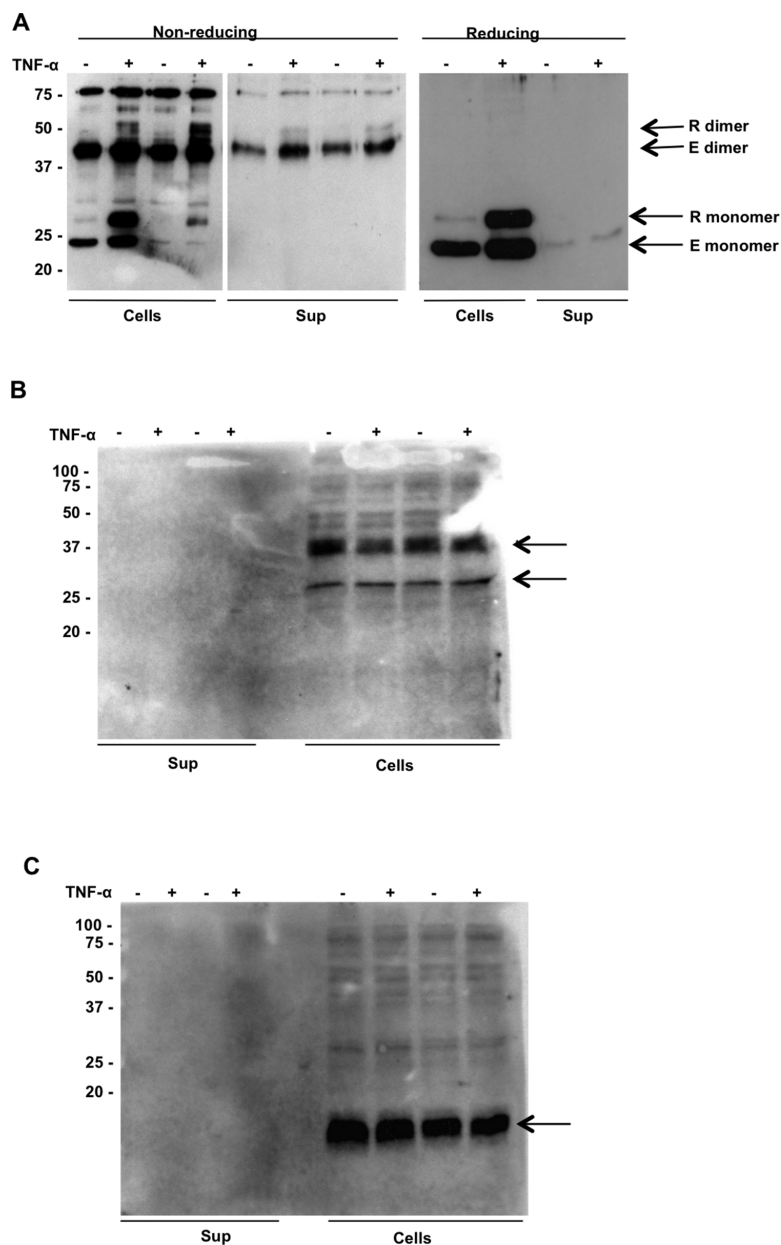 A
Non-reducing
Reducing
TNF-α - + - + - + - + - + - +
75 -
50 -
37 -
25 -
20 -
R dimer
E dimer
R monomer
E monomer
Cells
Sup
Cells
Sup
B
TNF-α - + - + - + - +
100 -
75 -
50 -
37 -
25 -
20 -
Sup
Cells
C
TNF-α - + - + - + - +
100 -
75 -
50 -
37 -
25 -
20 -
Sup
Cells